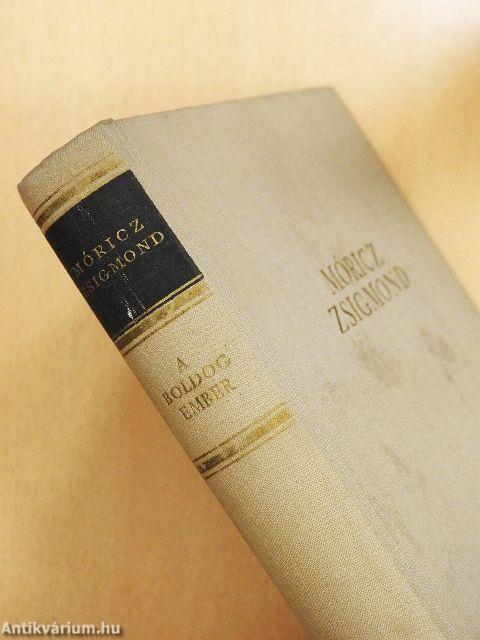 MÓRICZ
ZSIGMOND
A
BOLDOG
EMBER
MÓRICZ
ZSIGMOND
Antikvárium.hu